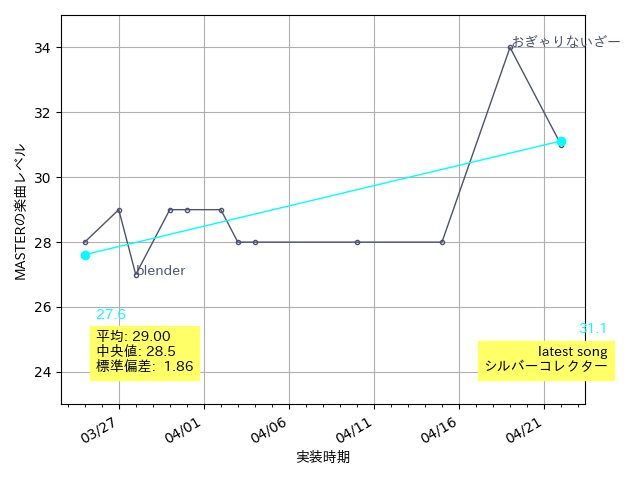 34
32
30
28
26
24
MASTERの楽曲レベル
おぎゃりないざー
blender
27.6
31.1
平均: 29.00
中央値: 28.5
標準偏差: 1.86
latest song
シルバーコレクター
03/27
04/01
04/06
04/11
04/16
04/21
実装時期